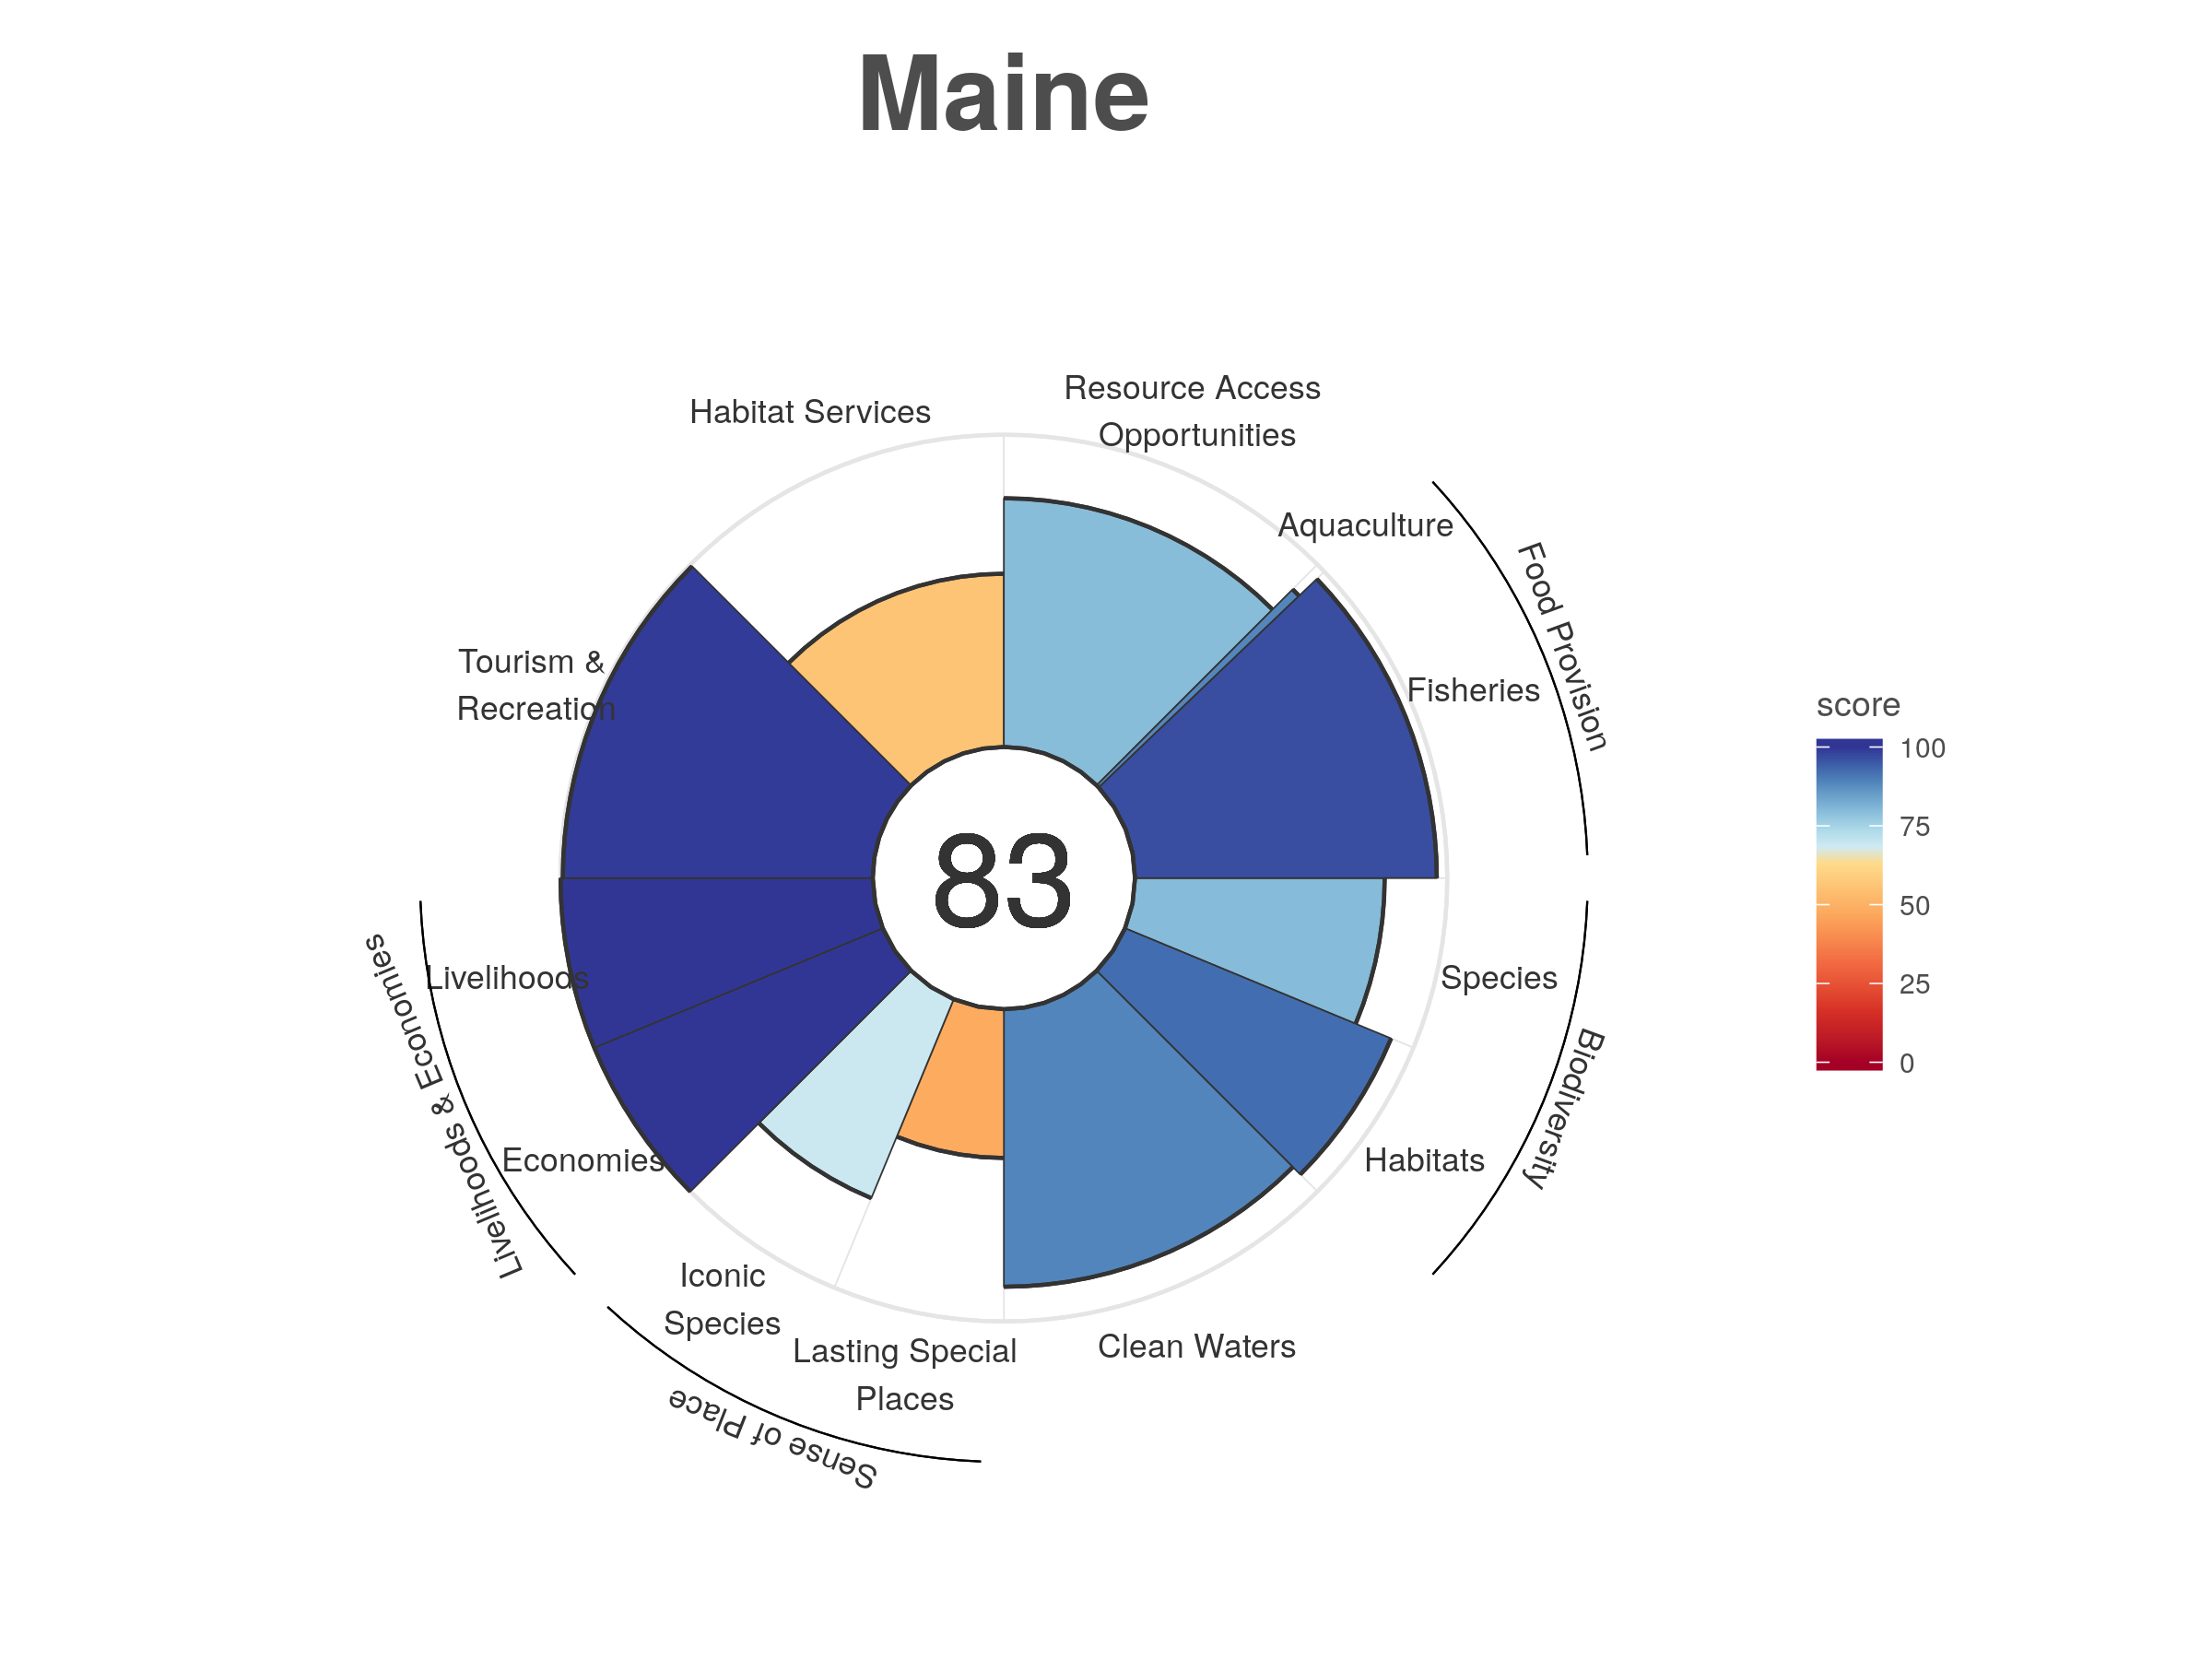 Maine
Resource Access
Opportunities
Habitat Services
Aquaculture
Food Provision
Tourism &
Recreation
Fisheries
83
Livelihoods
Species
Livelihoods & Economies
Biodiversity
Economies
Habitats
Iconic
Species
Lasting Special
Places
Clean Waters
Sense of Place
score
100
75
50
25
0